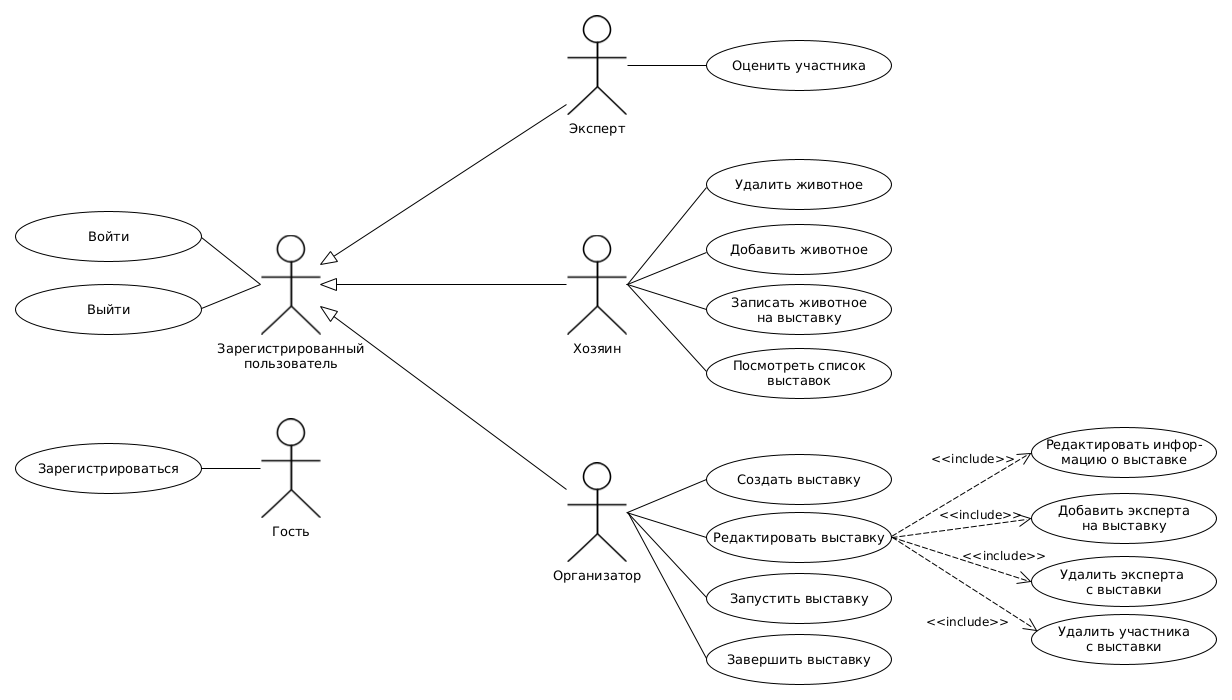 Оценить участника
Эксперт
Удалить животное
Войти
Добавить животное
Выйти
Записать животное
на выставку
Зарегистрированный
пользователь
Хозяин
Посмотреть список
выставок
Зарегистрироваться
Гость
Создать выставку
Редактировать выставку
Организатор
Запустить выставку
Завершить выставку
<<include>>
Редактировать инфор-
мацию о выставке
<<include>>
Добавить эксперта
на выставку
<<include>>
Удалить эксперта
с выставки
<<include>>
Удалить участника
с выставки